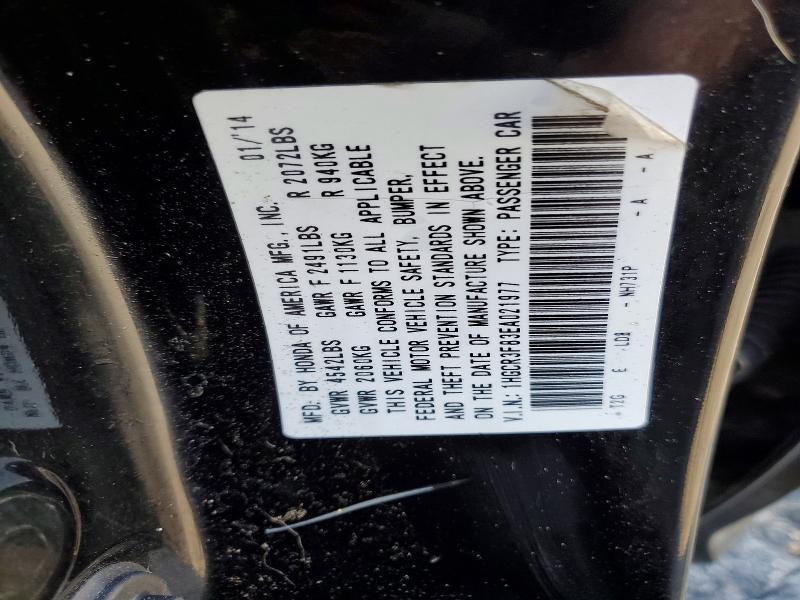 MFD. BY HONDA OF AMERICA MFG., INC. 01/'14
GVWR 4542LBS GAWR F 2491LBS R 2072LBS
GVWR 2060KG GAWR F 1130KG R 940KG
THIS VEHICLE CONFORMS TO ALL APPLICABLE
FEDERAL MOTOR VEHICLE SAFETY, BUMPER,
AND THEFT PREVENTION STANDARDS IN EFFECT
ON THE DATE OF MANUFACTURE SHOWN ABOVE.
V.I.N.: 1HGCR3F83EA021977 TYPE: PASSENGER CAR
T2G E LD8 - NH731P - A - A